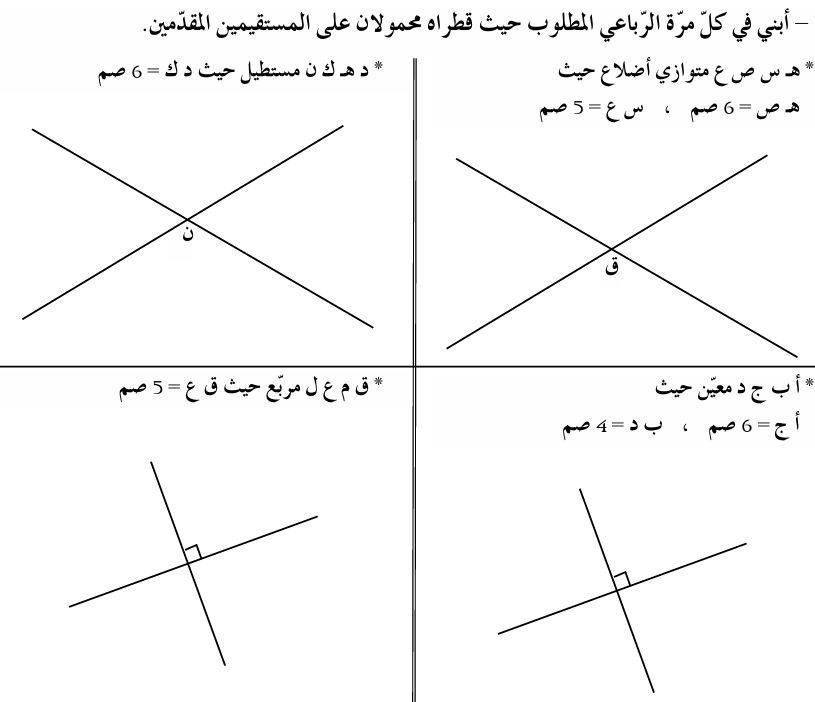 – أبني في كلّ مرّة الرّباعي المطلوب حيث قطراه محمولان على المستقيمين المقدّمين.
* هـ س ص ع متوازي أضلاع حيث
هـ ص = 6 صم ، س ع = 5 صم
ق
* د هـ ك ن مستطيل حيث د ك = 6 صم
ن
* أ ب ج د معيّن حيث
أ ج = 6 صم ، ب د = 4 صم
* ق م ع ل مربّع حيث ق ع = 5 صم